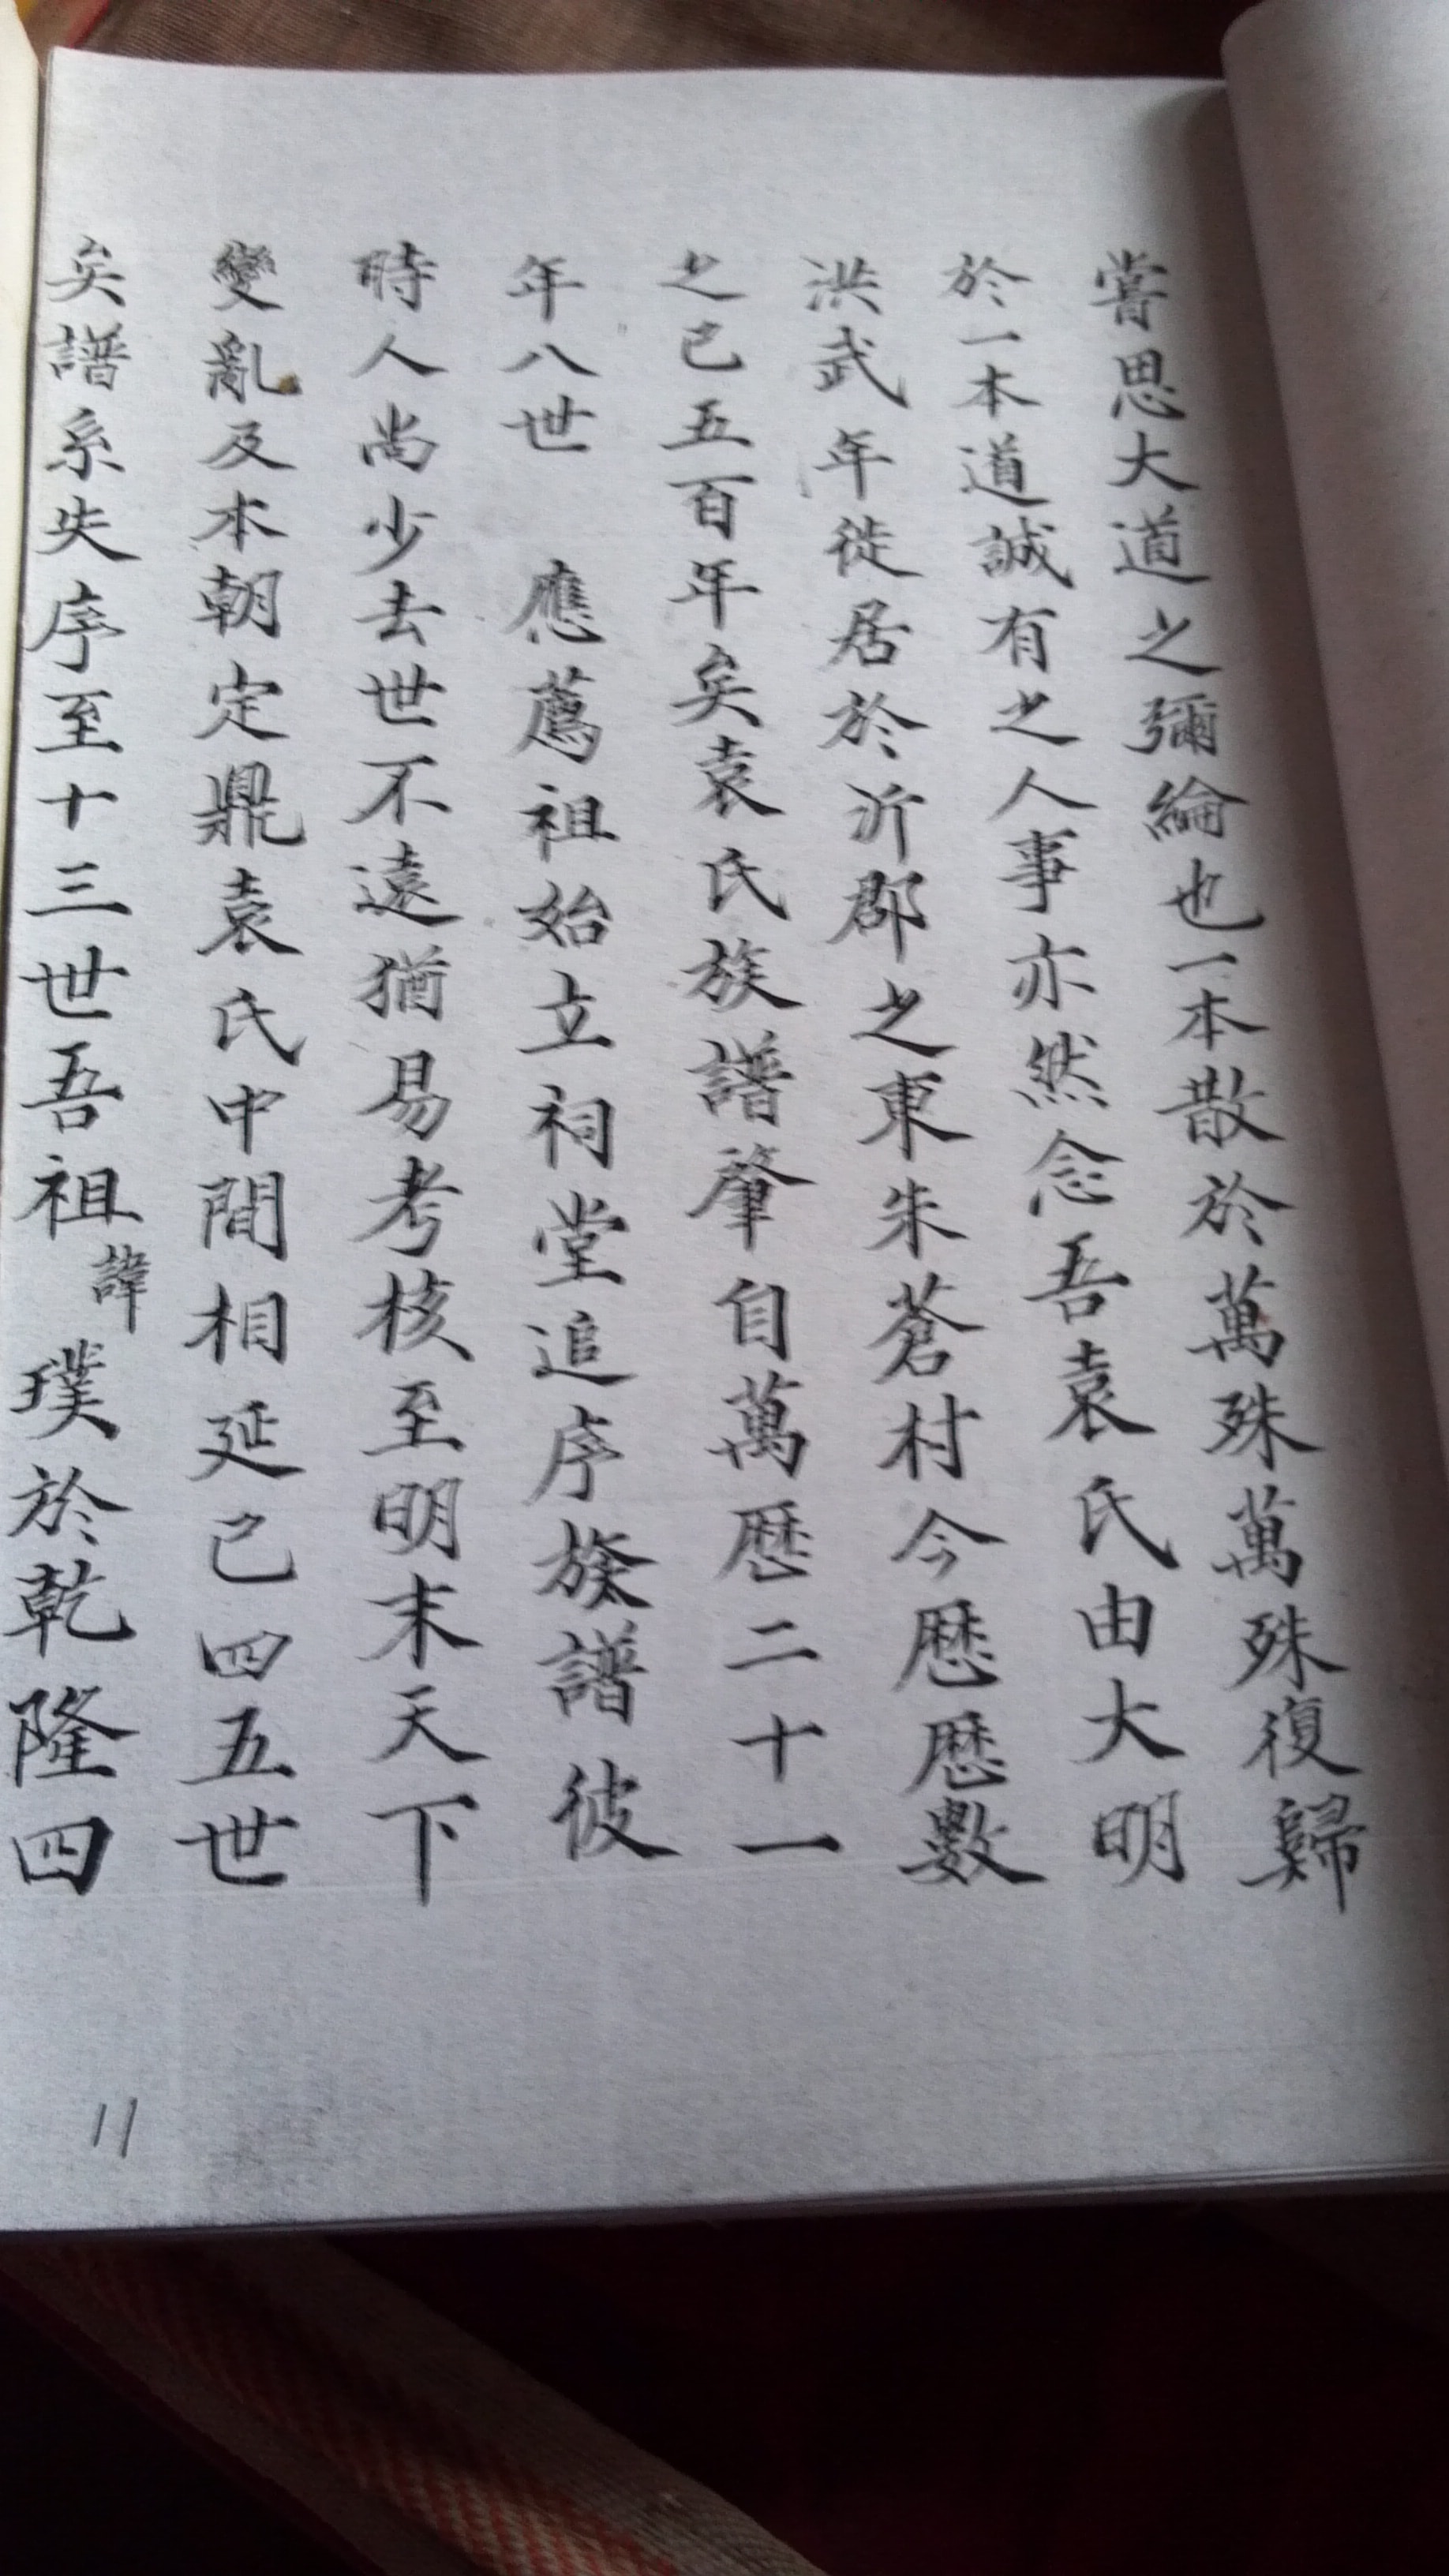 嘗思大道之彌綸也一本散於萬殊萬殊復歸
於一本道誠有之人事亦然念吾袁氏由大明
洪武年徙居於沂郡之東朱蒼村今歷歷數
之已五百年矣袁氏族譜肇自萬歷二十一
年八世 應薦祖始立祠堂追序族譜彼
時人尚少去世不遠猶易考核至明末天下
變亂及本朝定鼎袁氏中間相延已四五世
矣譜系失序至十三世吾祖諱璞於乾隆四
11